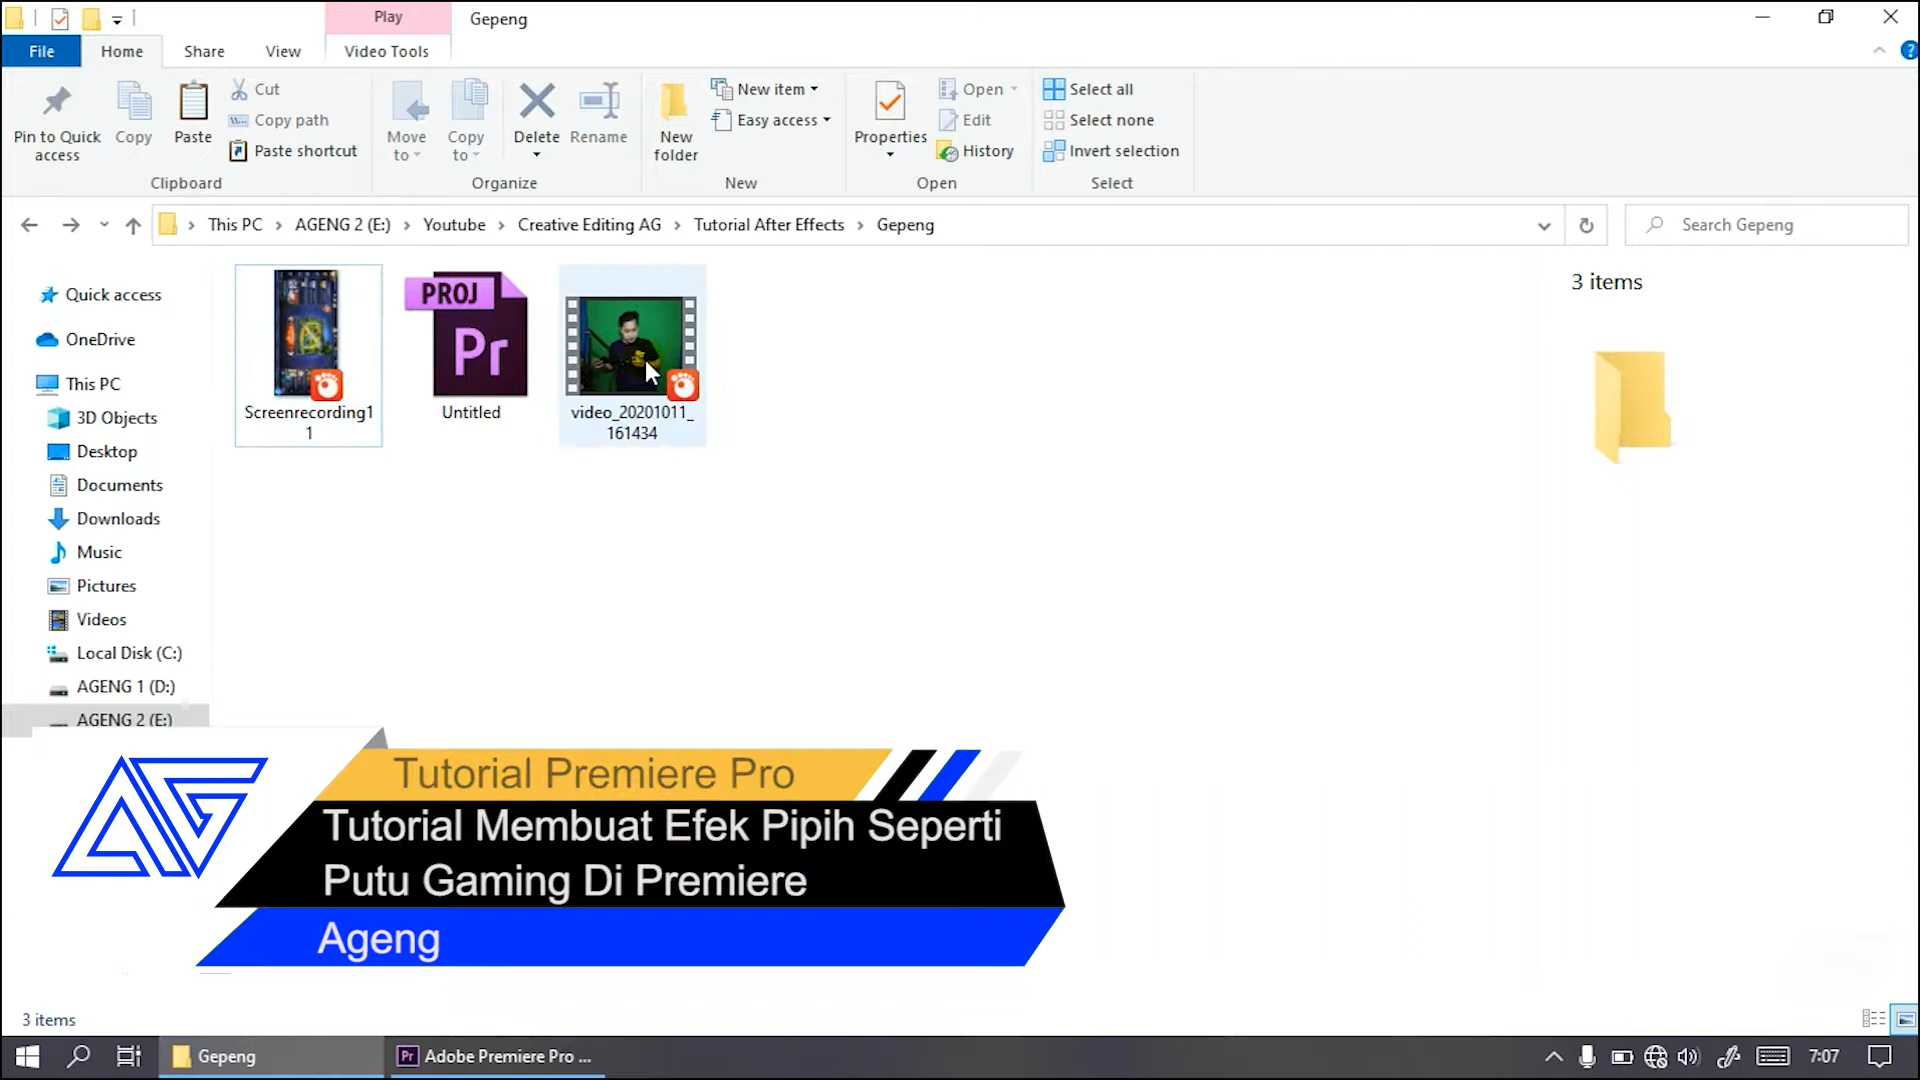 Play
Gepeng
File
Home
Share
View
Video Tools
Pin to Quick
access
Copy
Paste
Cut
Copy path
Paste shortcut
Clipboard
Move
to
Copy
to
Delete
Rename
Organize
New
folder
New item
Easy access
New
Properties
Open
Edit
History
Open
Select all
Select none
Invert selection
Select
This PC
AGENG 2 (E:)
Youtube
Creative Editing AG
Tutorial After Effects
Gepeng
Search Gepeng
Quick access
OneDrive
This PC
3D Objects
Desktop
Documents
Downloads
Music
Pictures
Videos
Local Disk (C:)
AGENG 1 (D:)
AGENG 2 (E:)
Screenrecording1
1
PROJ
Pr
Untitled
video_20201011_
161434
3 items
AG
Tutorial Premiere Pro
Tutorial Membuat Efek Pipih Seperti
Putu Gaming Di Premiere
Ageng
3 items
Gepeng
Pr
Adobe Premiere Pro ...
7:07